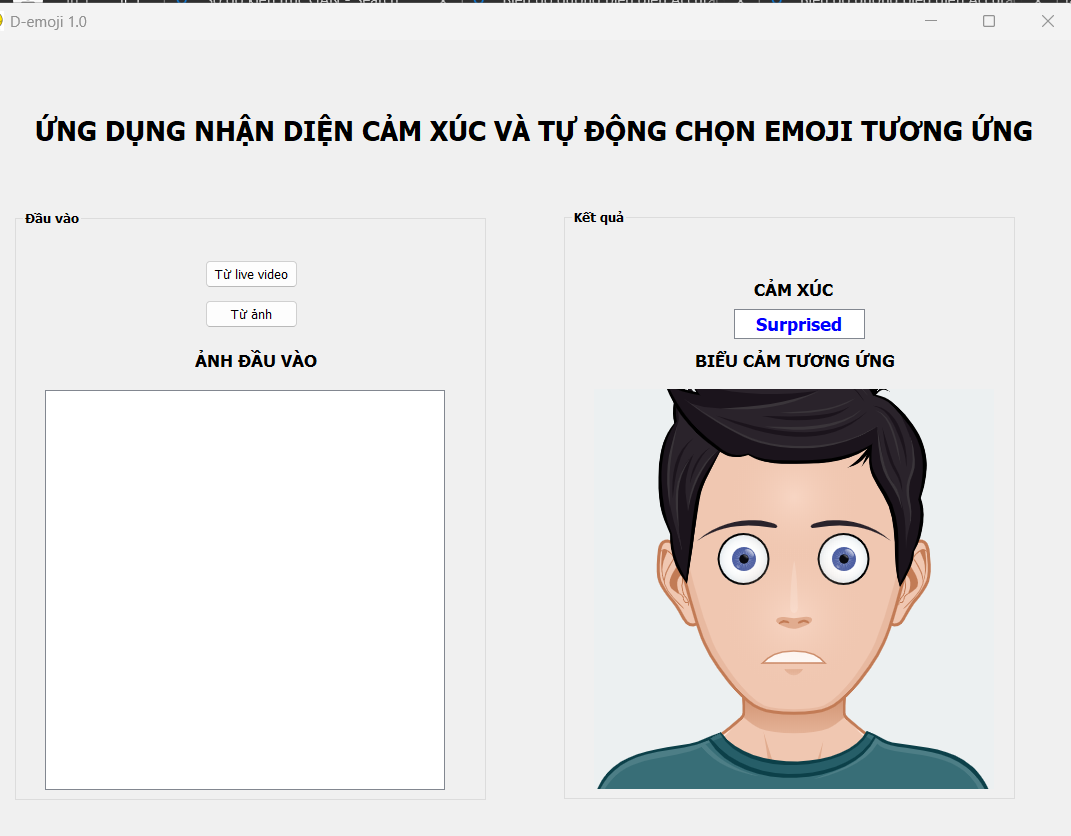 D-emoji 1.0
ỨNG DỤNG NHẬN DIỆN CẢM XÚC VÀ TỰ ĐỘNG CHỌN EMOJI TƯƠNG ỨNG
Đầu vào
Từ live video
Từ ảnh
ẢNH ĐẦU VÀO
Kết quả
CẢM XÚC
Surprised
BIỂU CẢM TƯƠNG ỨNG